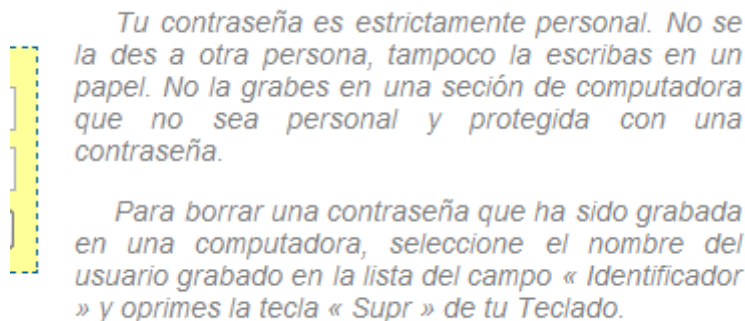 Tu contraseña es estrictamente personal. No se
la des a otra persona, tampoco la escribas en un
papel. No la grabes en una seción de computadora
que no sea personal y protegida con una
contraseña.
Para borrar una contraseña que ha sido grabada
en una computadora, seleccione el nombre del
usuario grabado en la lista del campo « Identificador
» y oprimes la tecla « Supr » de tu Teclado.